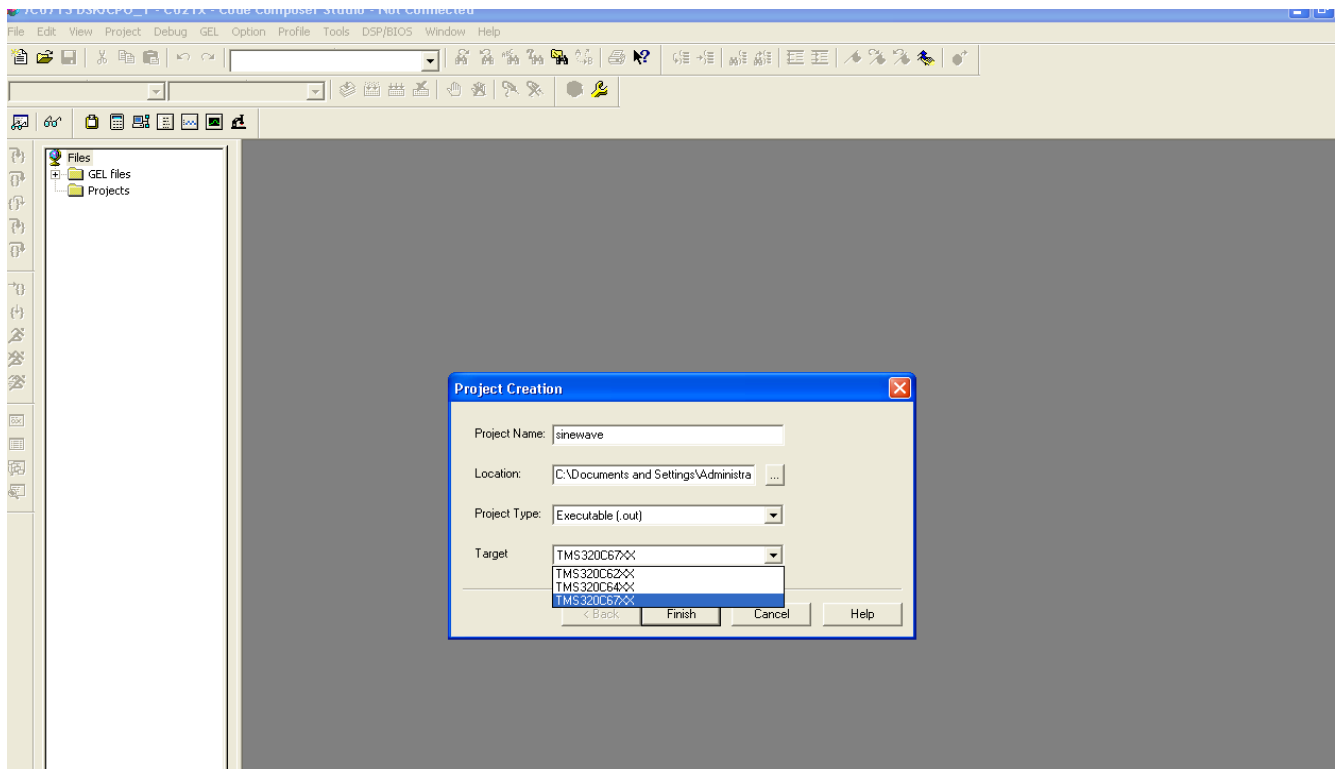 File Edit View Project Debug GEL Option Profile Tools DSP/BIOS Window Help
Files
GEL files
Projects
Project Creation
Project Name: sinewave
Location: C:\Documents and Settings\Administra ...
Project Type: Executable (.out)
Target TMS320C67XX
TMS320C62XX
TMS320C64XX
TMS320C67XX
< Back Finish Cancel Help